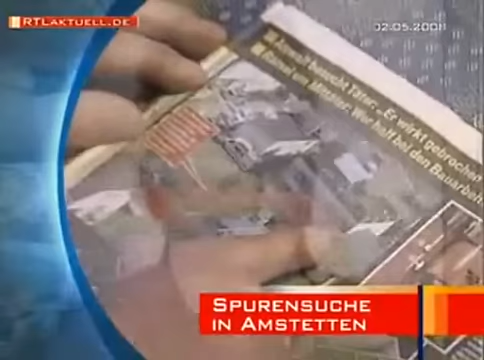 RTLAKTUELL.DE
02.05.2008
Anwalt besucht Täter: „Er wirkt gebrochen
Rätsel um Mittäter: Wer half bei den Bauarbeit
SPURENSUCHE
IN AMSTETTEN